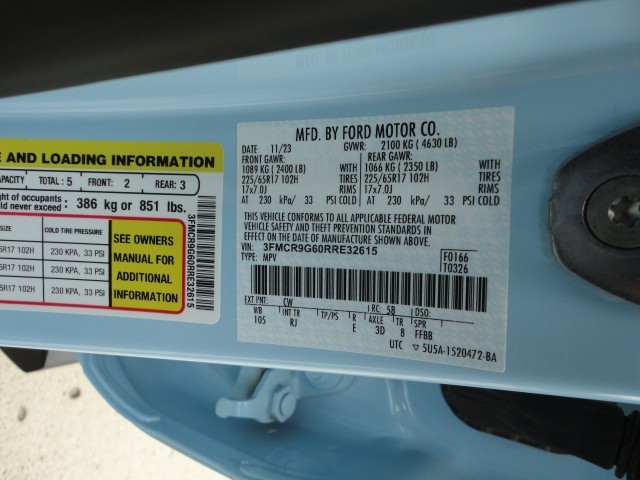 E AND LOADING INFORMATION
CAPACITY TOTAL: 5 FRONT: 2 REAR: 3
ght of occupants
uld never exceed: 386 kg or 851 lbs.
SIZE COLD TIRE PRESSURE
5R17 102H 230 KPA, 33 PSI
5R17 102H 230 KPA, 33 PSI
5R17 102H 230 KPA, 33 PSI
SEE OWNERS
MANUAL FOR
ADDITIONAL
INFORMATION
3FMCR9G60RRE32615
MFD. BY FORD MOTOR CO.
DATE 11/23 GVWR: 2100 KG ( 4630 LB)
FRONT GAWR: REAR GAWR:
1089 KG ( 2400 LB) WITH 1066 KG ( 2350 LB) WITH
225/65R17 102H TIRES 225/65R17 102H TIRES
17x7.0J RIMS 17x7.0J RIMS
AT 230 kPa/ 33 PSI COLD AT 230 kPa/ 33 PSI COLD
THIS VEHICLE CONFORMS TO ALL APPLICABLE FEDERAL MOTOR
VEHICLE SAFETY AND THEFT PREVENTION STANDARDS IN
EFFECT ON THE DATE OF MANUFACTURE SHOWN ABOVE.
VIN: 3FMCR9G60RRE32615 F0166
TYPE: MPV T0326
EXT PNT: CW RC: 58 DSO:
WB INT TR TP/PS R AXLE TR SPR
105 RJ E 3D 8 FFBB
UTC ▽ 5U5A-1520472-BA